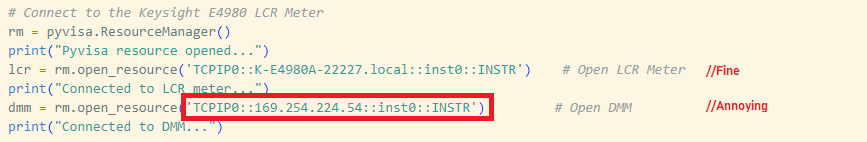 # Connect to the Keysight E4980 LCR Meter
rm = pyvisa.ResourceManager()
print("Pyvisa resource opened...")
lcr = rm.open_resource('TCPIP0::K-E4980A-22227.local::inst0::INSTR') # Open LCR Meter //Fine
print("Connected to LCR meter...")
dmm = rm.open_resource('TCPIP0::169.254.224.54::inst0::INSTR') # Open DMM //Annoying
print("Connected to DMM...")